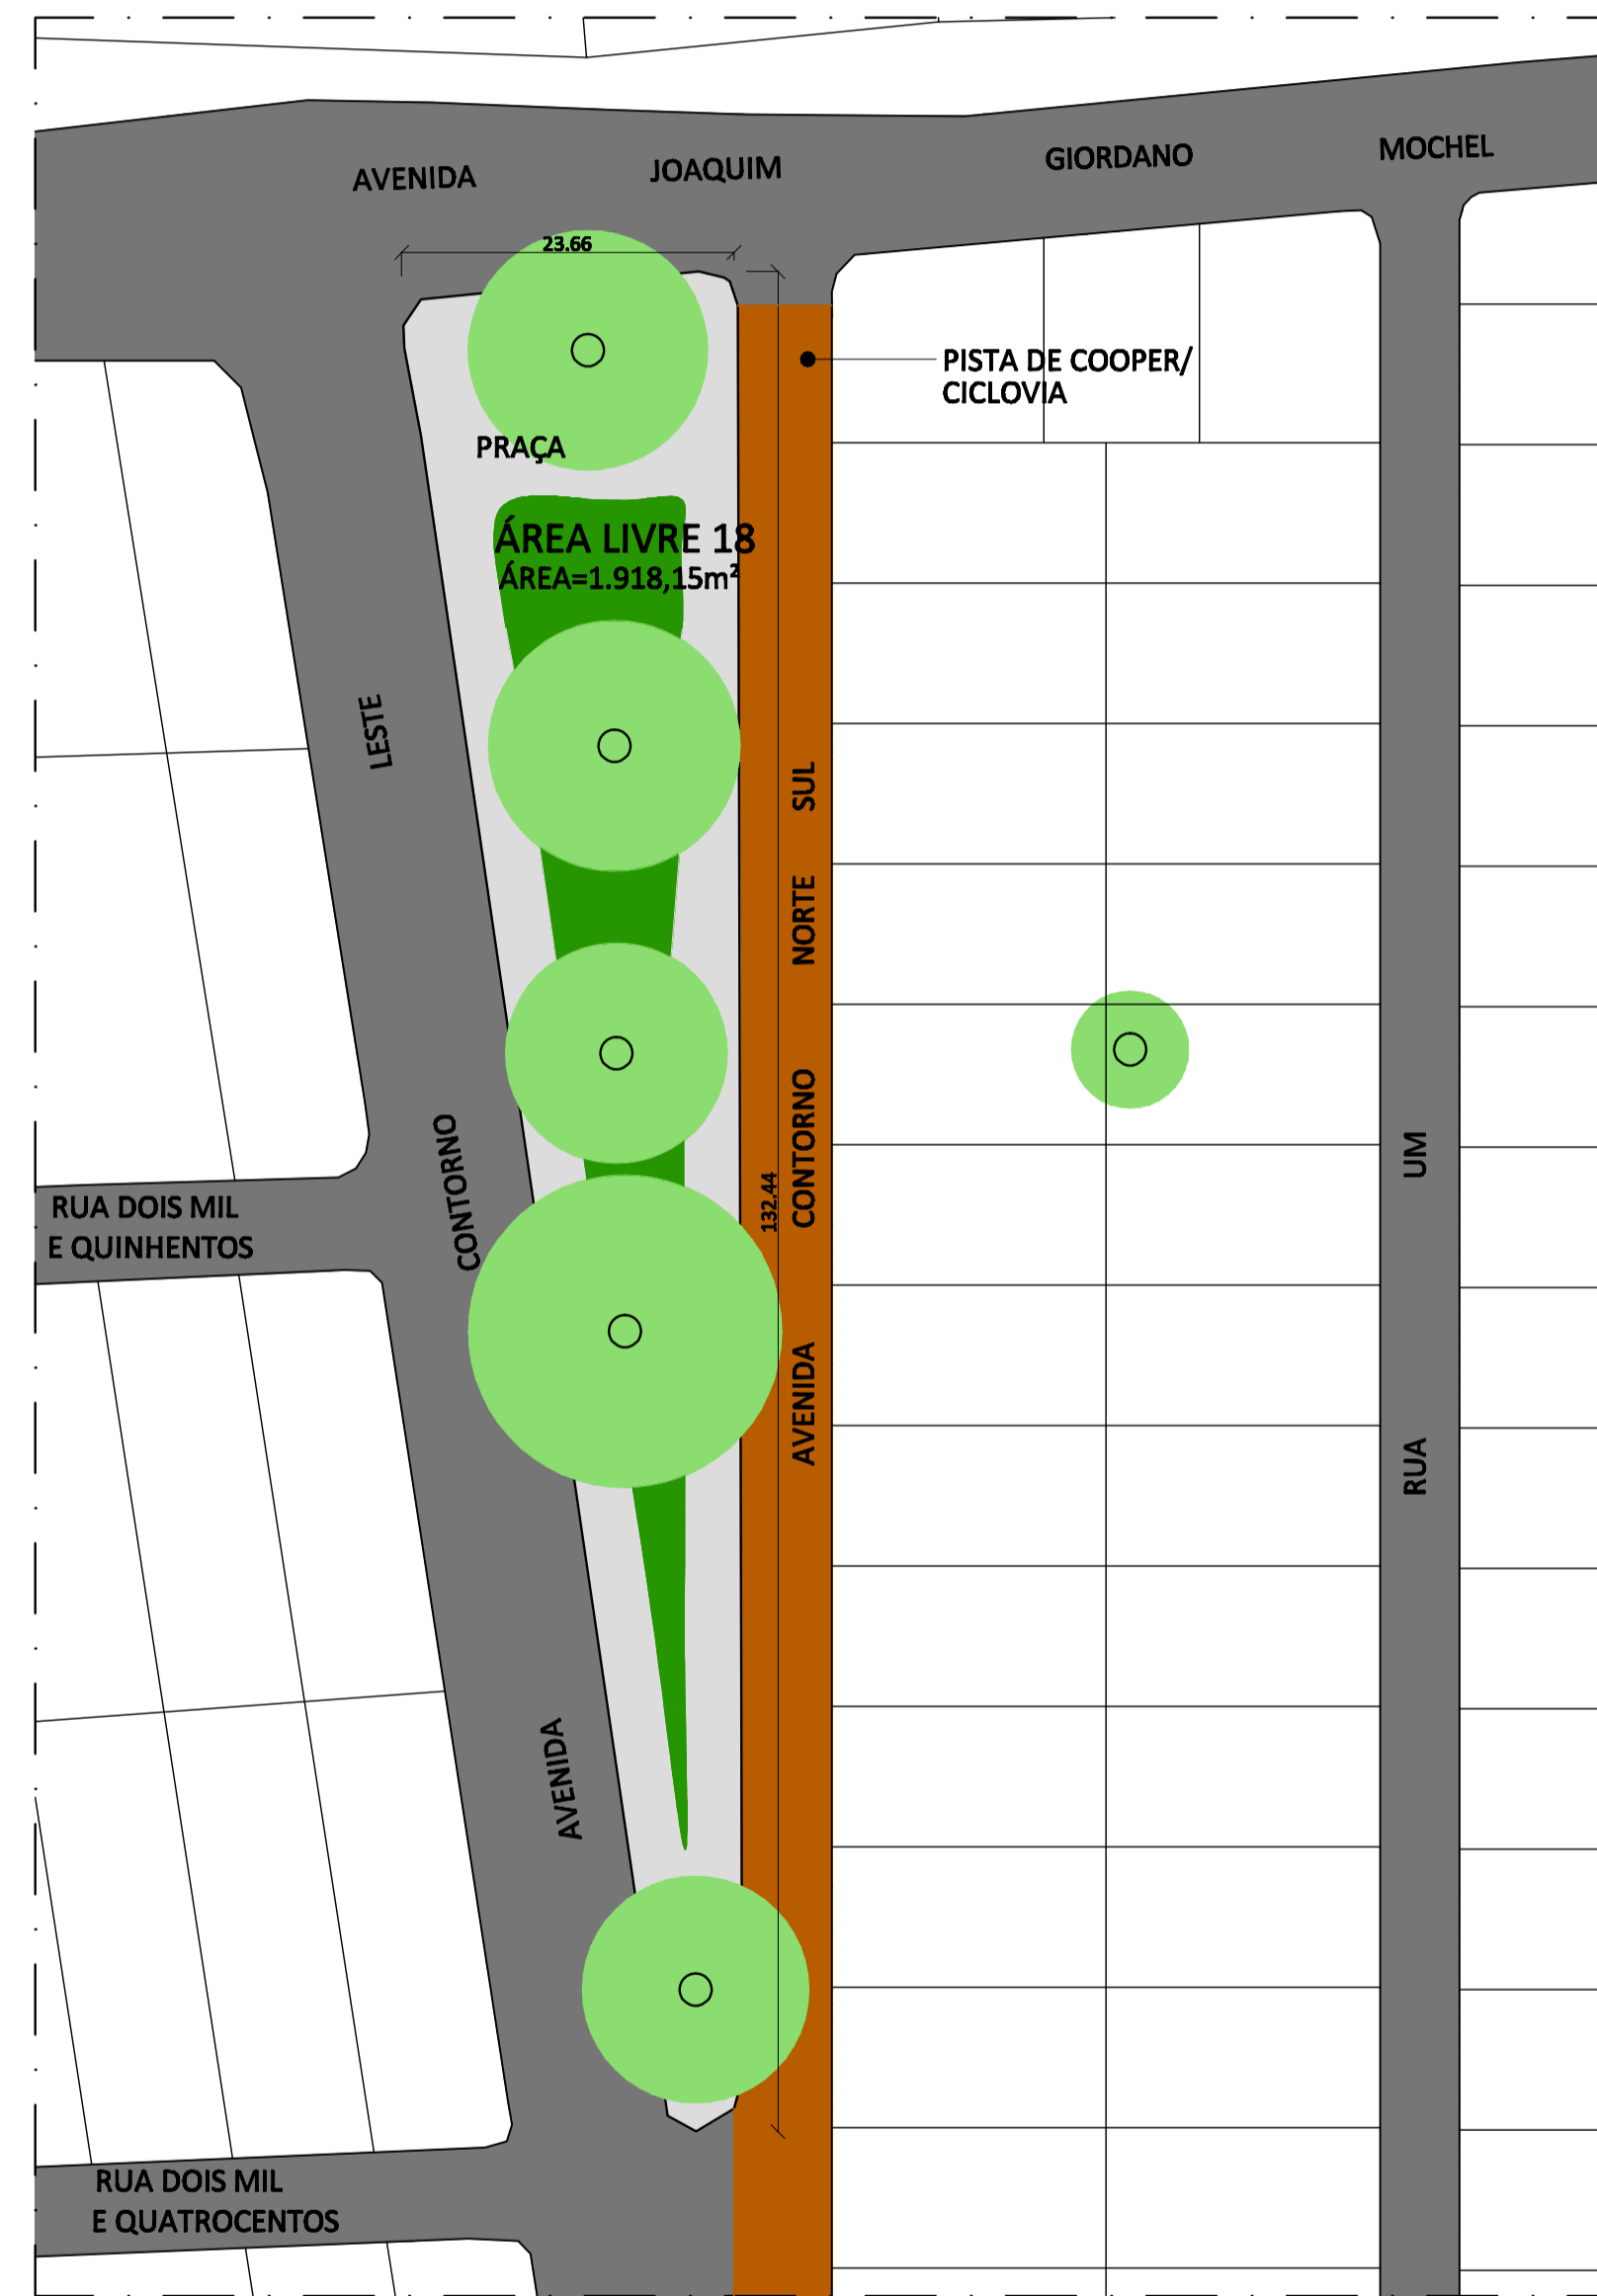 AVENIDA JOAQUIM GIORDANO MOCHEL
23.66
PISTA DE COOPER/
CICLOVIA
PRAÇA
ÁREA LIVRE 18
ÁREA=1.918,15m²
AVENIDA CONTORNO LESTE
AVENIDA CONTORNO NORTE SUL
132.44
RUA UM
RUA DOIS MIL
E QUINHENTOS
RUA DOIS MIL
E QUATROCENTOS